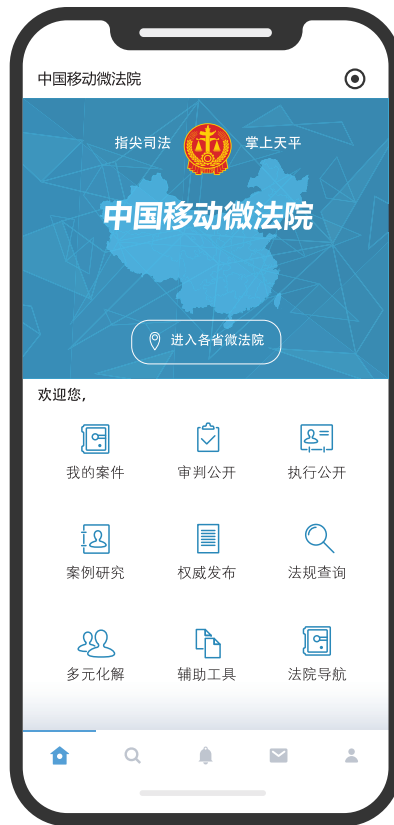 中国移动微法院
指尖司法 掌上天平
中国移动微法院
进入各省微法院
欢迎您,
我的案件 审判公开 执行公开
案例研究 权威发布 法规查询
多元化解 辅助工具 法院导航